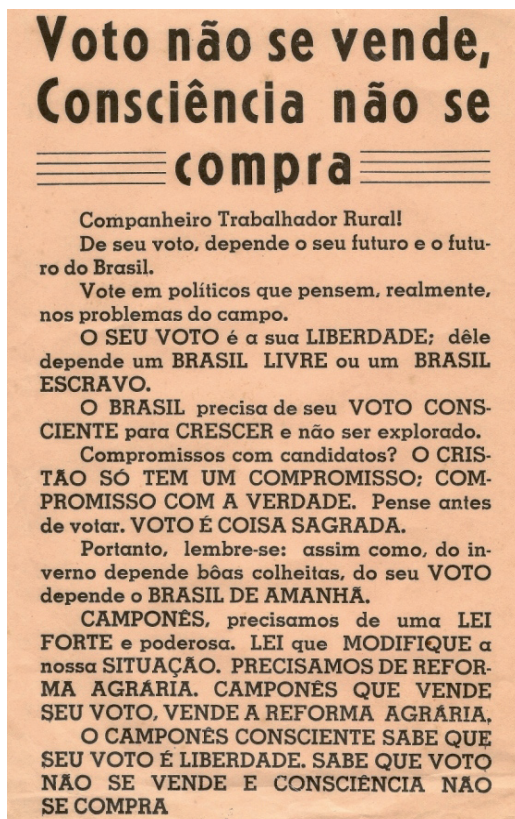 Voto não se vende,
Consciência não se
compra
Companheiro Trabalhador Rural!
De seu voto, depende o seu futuro e o futu-
ro do Brasil.
Vote em políticos que pensem, realmente,
nos problemas do campo.
O SEU VOTO é a sua LIBERDADE; dêle
depende um BRASIL LIVRE ou um BRASIL
ESCRAVO.
O BRASIL precisa de seu VOTO CONS-
CIENTE para CRESCER e não ser explorado.
Compromissos com candidatos? O CRIS-
TÃO SÓ TEM UM COMPROMISSO; COM-
PROMISSO COM A VERDADE. Pense antes
de votar. VOTO É COISA SAGRADA.
Portanto, lembre-se: assim como, do in-
verno depende bôas colheitas, do seu VOTO
depende o BRASIL DE AMANHÃ.
CAMPONÊS, precisamos de uma LEI
FORTE e poderosa. LEI que MODIFIQUE a
nossa SITUAÇÃO. PRECISAMOS DE REFOR-
MA AGRÁRIA. CAMPONÊS QUE VENDE
SEU VOTO, VENDE A REFORMA AGRÁRIA.
O CAMPONÊS CONSCIENTE SABE QUE
SEU VOTO É LIBERDADE. SABE QUE VOTO
NÃO SE VENDE E CONSCIÊNCIA NÃO
SE COMPRA